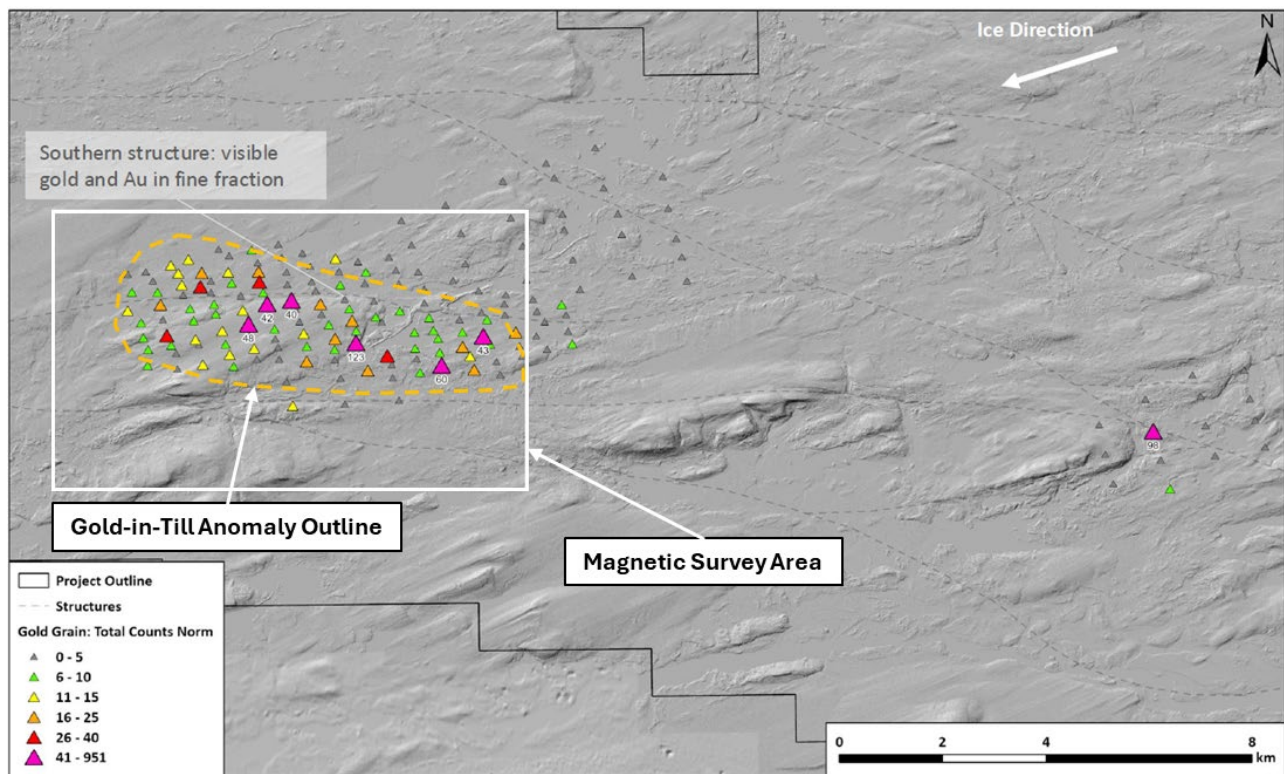 N
Ice Direction
Southern structure: visible
gold and Au in fine fraction
42
40
48
123
43
60
98
Gold-in-Till Anomaly Outline
Magnetic Survey Area
Project Outline
Structures
Gold Grain: Total Counts Norm
0 - 5
6 - 10
11 - 15
16 - 25
26 - 40
41 - 951
0 2 4 6 8
km